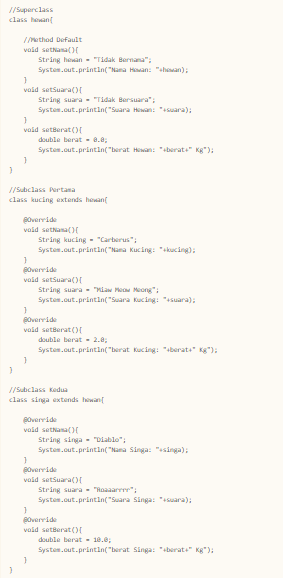 //Superclass
class hewan{
//Method Default
void setNama(){
String hewan = "Tidak Bernama";
System.out.println("Nama Hewan: "+hewan);
}
void setSuara(){
String suara = "Tidak Bersuara";
System.out.println("Suara Hewan: "+suara);
}
void setBerat(){
double berat = 0.0;
System.out.println("berat Hewan: "+berat+" Kg");
}
}
//Subclass Pertama
class kucing extends hewan{
@Override
void setNama(){
String kucing = "Carberus";
System.out.println("Nama Kucing: "+kucing);
}
@Override
void setSuara(){
String suara = "Miaw Meow Meong";
System.out.println("Suara Kucing: "+suara);
}
@Override
void setBerat(){
double berat = 2.0;
System.out.println("berat Kucing: "+berat+" Kg");
}
}
//Subclass Kedua
class singa extends hewan{
@Override
void setNama(){
String singa = "Diablo";
System.out.println("Nama Singa: "+singa);
}
@Override
void setSuara(){
String suara = "Roaaarrrr";
System.out.println("Suara Singa: "+suara);
}
@Override
void setBerat(){
double berat = 10.0;
System.out.println("berat Singa: "+berat+" Kg");
}
}